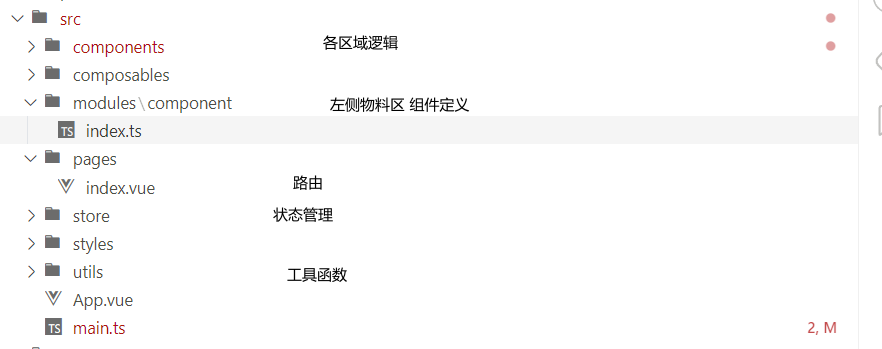 src
components 各区域逻辑
composables
modules\component 左侧物料区 组件定义
TS index.ts
pages
index.vue 路由
store 状态管理
styles
utils 工具函数
App.vue
TS main.ts 2, M